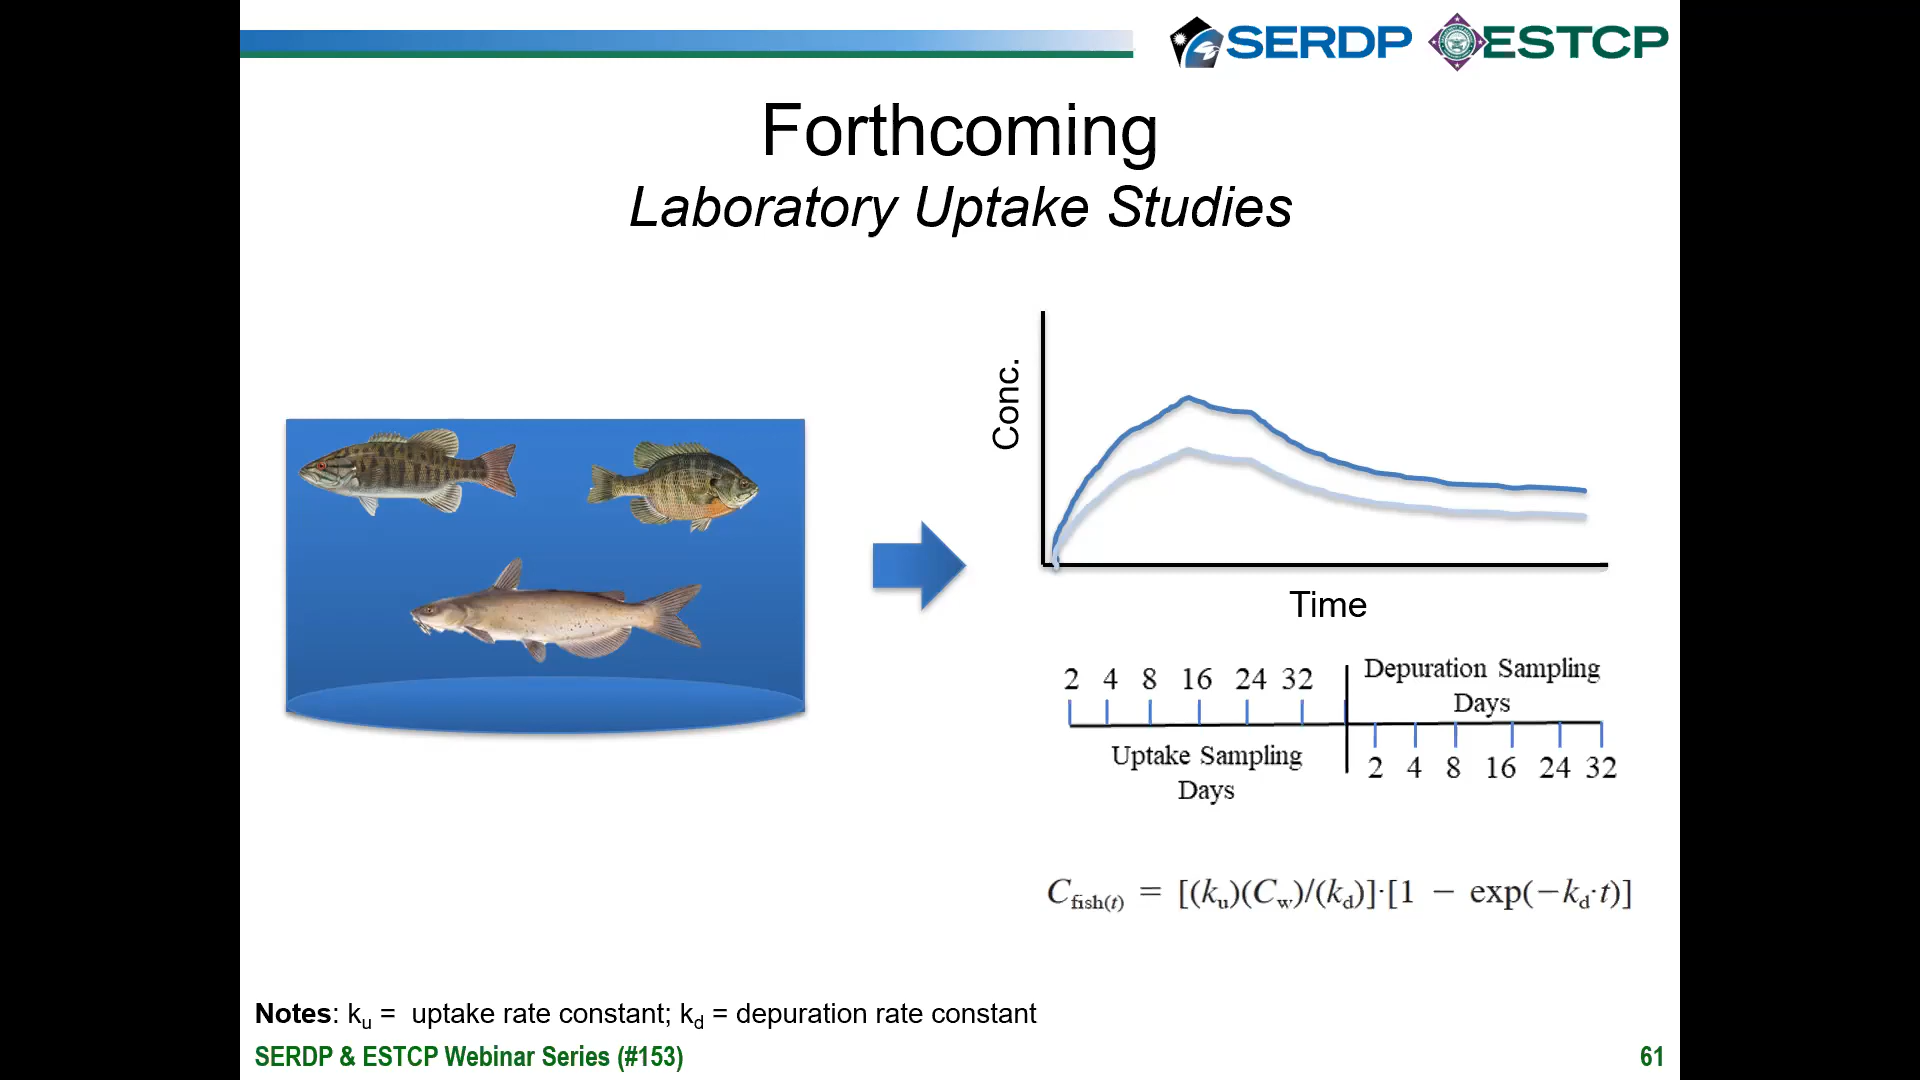 SERDP ESTCP
Forthcoming
Laboratory Uptake Studies
Conc.
Time
2 4 8 16 24 32
Depuration Sampling
Days
Uptake Sampling
Days
2 4 8 16 24 32
C_fish(t) = [(k_u)(C_w)/(k_d)]·[1 − exp(−k_d·t)]
Notes: k_u = uptake rate constant; k_d = depuration rate constant
SERDP & ESTCP Webinar Series (#153)
61